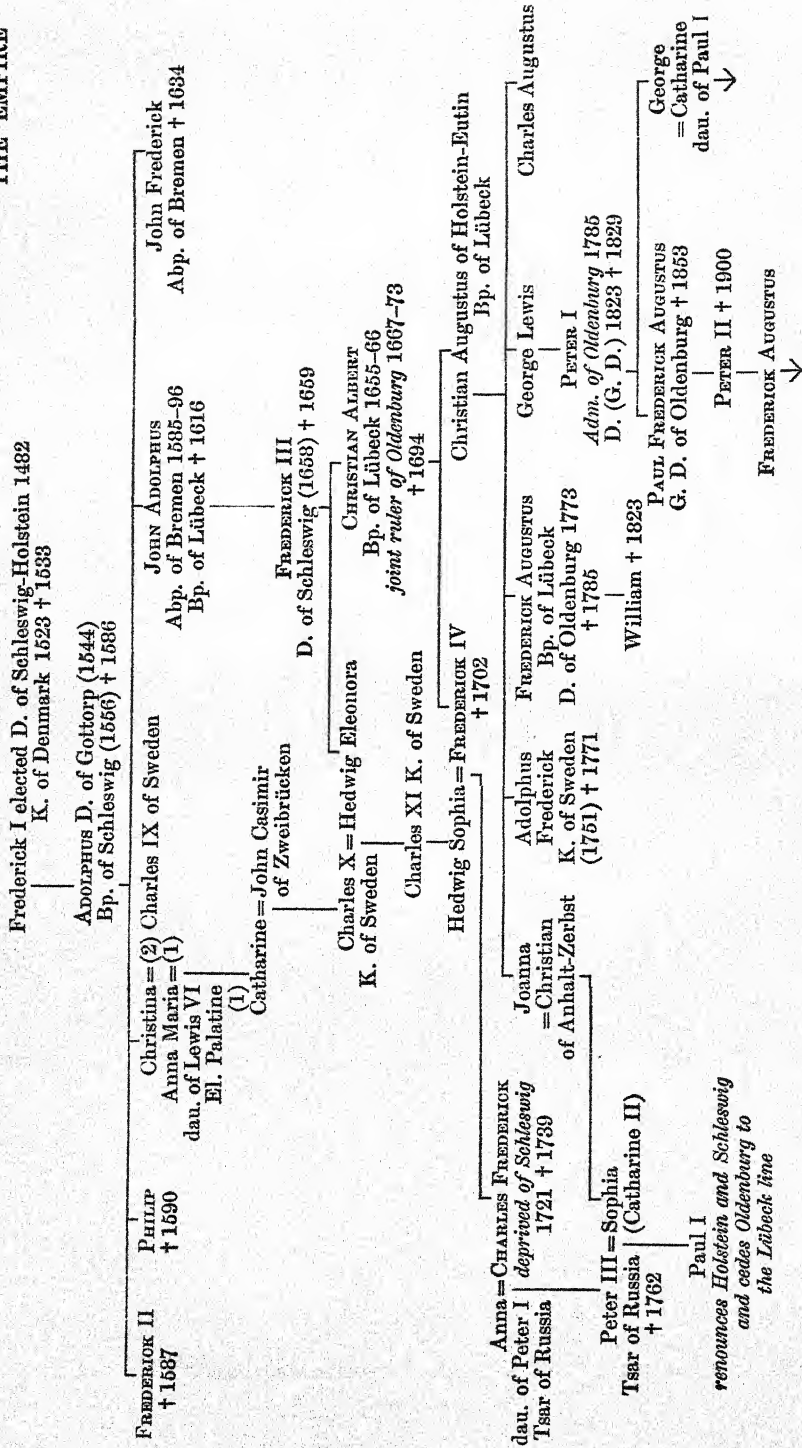 THE EMPIRE
Frederick I elected D. of Schleswig-Holstein 1482
K. of Denmark 1523 † 1533
ADOLPHUS D. of Gottorp (1544)
Bp. of Schleswig (1556) † 1586
FREDERICK II
† 1587
PHILIP
† 1590
Christina=(2) Charles IX of Sweden
Anna Maria=(1)
dau. of Lewis VI
El. Palatine
JOHN ADOLPHUS
Abp. of Bremen 1585-96
Bp. of Lübeck † 1616
John Frederick
Abp. of Bremen † 1634
(1)
Catharine=John Casimir
of Zweibrücken
FREDERICK III
D. of Schleswig (1658) † 1659
Charles X=Hedwig Eleonora
K. of Sweden
CHRISTIAN ALBERT
Bp. of Lübeck 1655-66
joint ruler of Oldenburg 1667-73
† 1694
Charles XI K. of Sweden
Hedwig Sophia=FREDERICK IV
† 1702
Christian Augustus of Holstein-Eutin
Bp. of Lübeck
Anna=CHARLES FREDERICK
dau. of Peter I
Tsar of Russia
deprived of Schleswig
1721 † 1739
Joanna
=Christian
of Anhalt-Zerbst
Adolphus
Frederick
K. of Sweden
(1751) † 1771
FREDERICK AUGUSTUS
Bp. of Lübeck
D. of Oldenburg 1773
† 1785
George Lewis
Charles Augustus
Peter III=Sophia
Tsar of Russia
† 1762
(Catharine II)
William † 1823
PETER I
Adm. of Oldenburg 1785
D. (G. D.) 1823 † 1829
Paul I
renounces Holstein and Schleswig
and cedes Oldenburg to
the Lübeck line
PAUL FREDERICK AUGUSTUS
G. D. of Oldenburg † 1853
George
=Catharine
dau. of Paul I
PETER II † 1900
FREDERICK AUGUSTUS